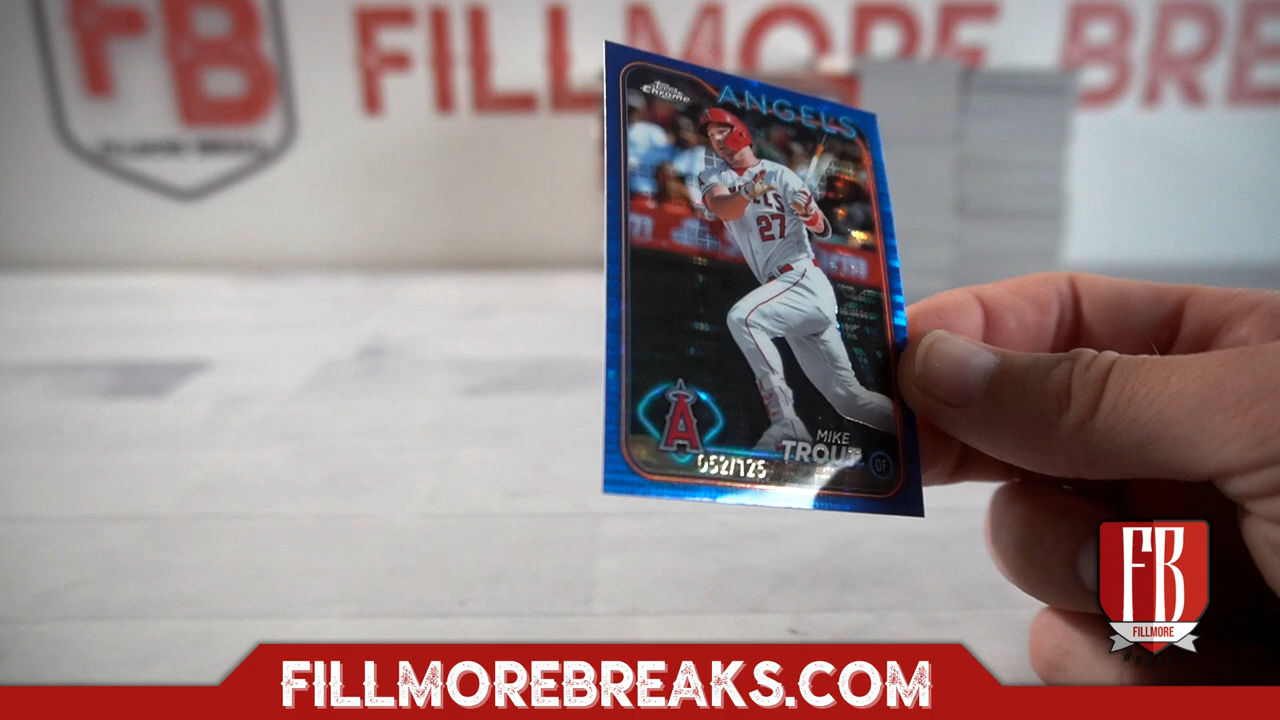 FB
FILLMORE BRE
Topps
Chrome
ANGELS
27
MIKE
TROUT
OF
A
052/125
FB
FILLMORE
FILLMOREBREAKS.COM